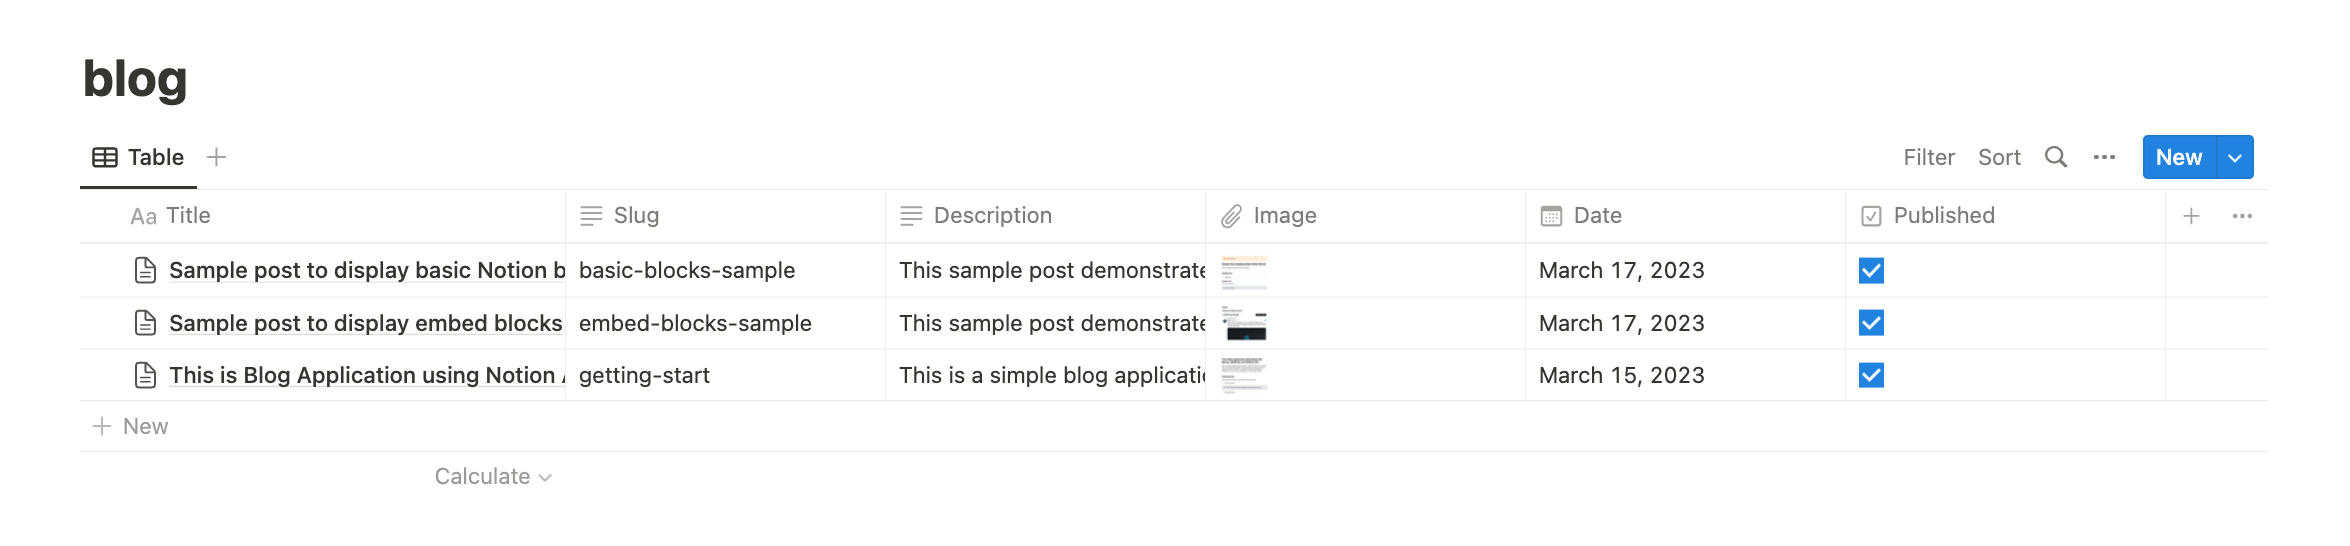 blog
Table
Filter Sort New
Aa Title Slug Description Image Date Published
Sample post to display basic Notion b basic-blocks-sample This sample post demonstrate March 17, 2023
Sample post to display embed blocks embed-blocks-sample This sample post demonstrate March 17, 2023
This is Blog Application using Notion getting-start This is a simple blog applicati March 15, 2023
New
Calculate